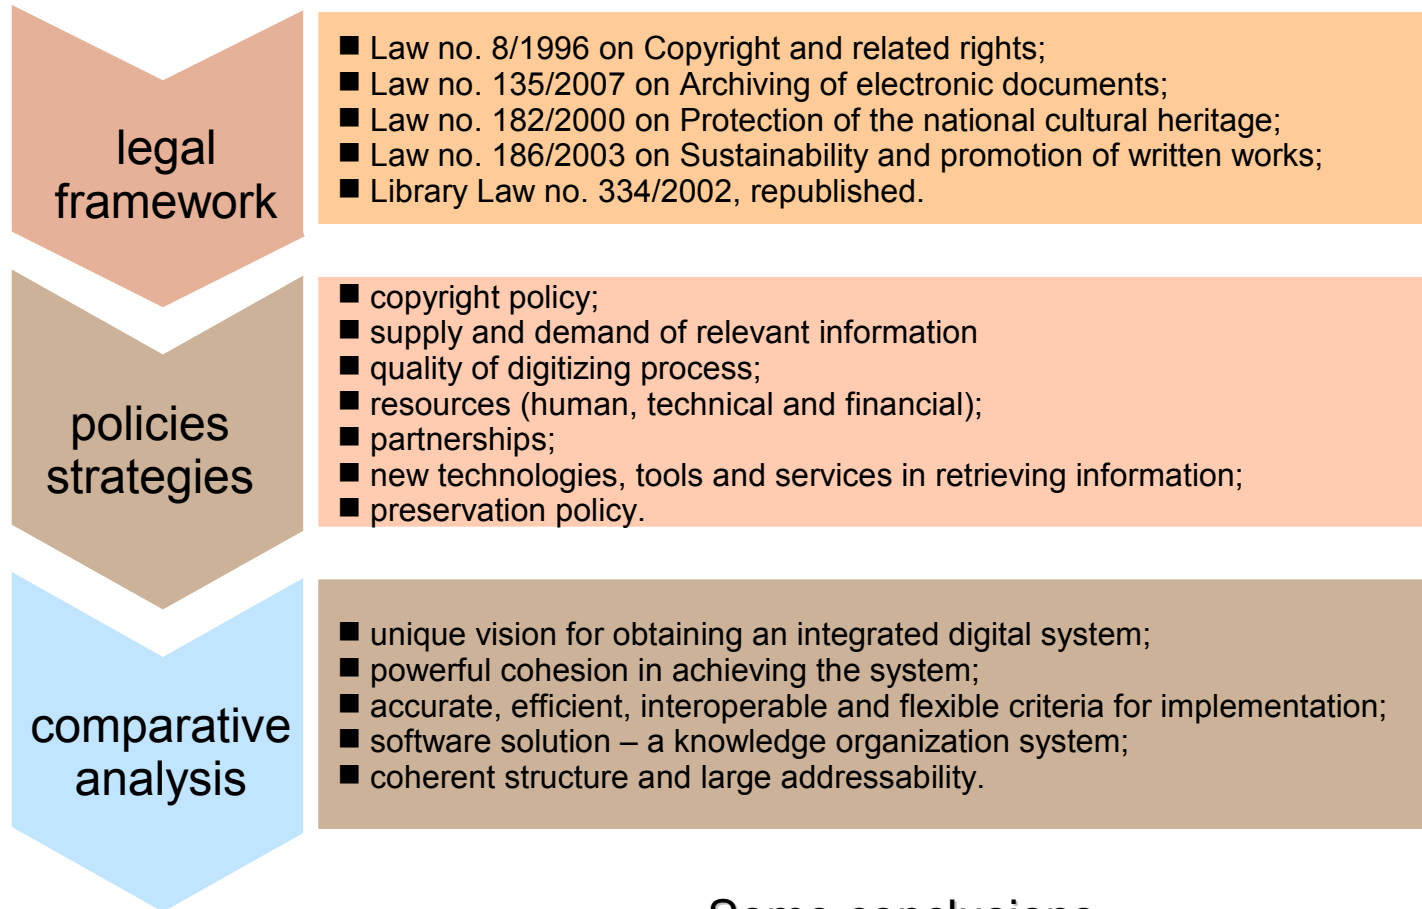 legal
framework
■ Law no. 8/1996 on Copyright and related rights;
■ Law no. 135/2007 on Archiving of electronic documents;
■ Law no. 182/2000 on Protection of the national cultural heritage;
■ Law no. 186/2003 on Sustainability and promotion of written works;
■ Library Law no. 334/2002, republished.
policies
strategies
■ copyright policy;
■ supply and demand of relevant information
■ quality of digitizing process;
■ resources (human, technical and financial);
■ partnerships;
■ new technologies, tools and services in retrieving information;
■ preservation policy.
comparative
analysis
■ unique vision for obtaining an integrated digital system;
■ powerful cohesion in achieving the system;
■ accurate, efficient, interoperable and flexible criteria for implementation;
■ software solution – a knowledge organization system;
■ coherent structure and large addressability.
Some conclusions